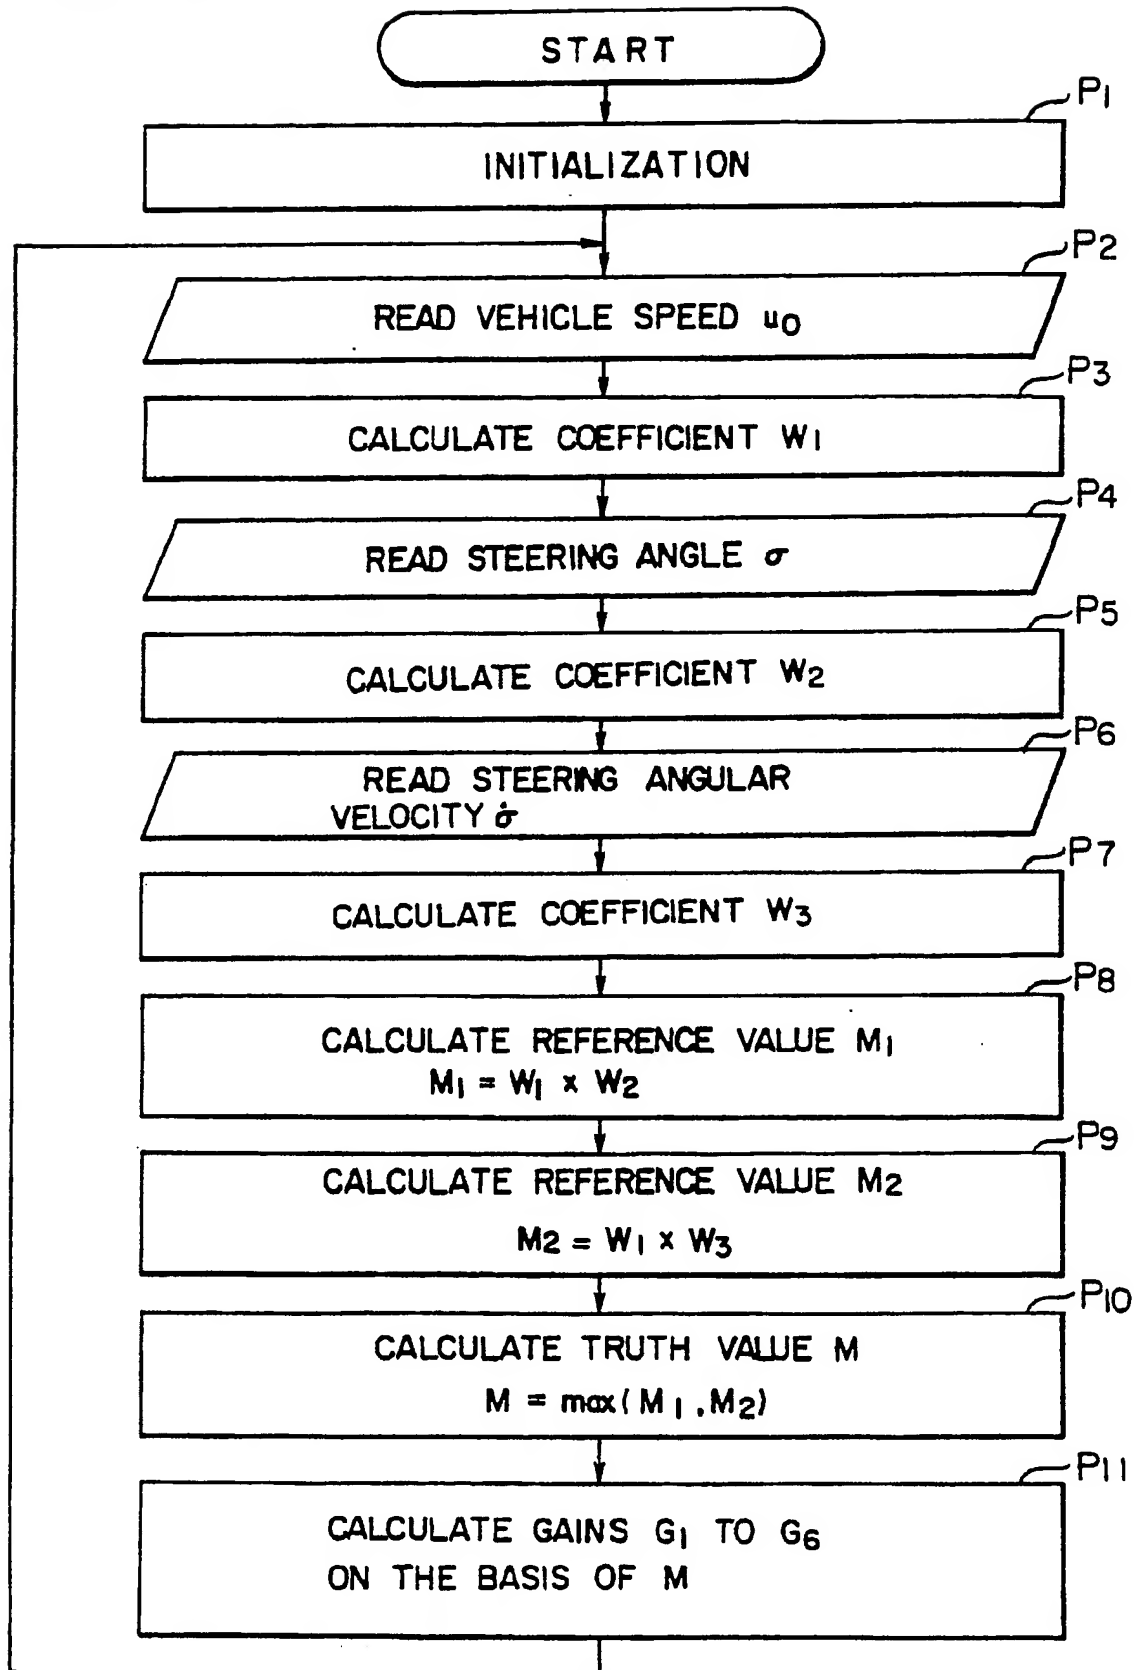 START
P1
INITIALIZATION
P2
READ VEHICLE SPEED u0
P3
CALCULATE COEFFICIENT W1
P4
READ STEERING ANGLE σ
P5
CALCULATE COEFFICIENT W2
P6
READ STEERING ANGULAR
VELOCITY σ̇
P7
CALCULATE COEFFICIENT W3
P8
CALCULATE REFERENCE VALUE M1
M1 = W1 x W2
P9
CALCULATE REFERENCE VALUE M2
M2 = W1 x W3
P10
CALCULATE TRUTH VALUE M
M = max(M1, M2)
P11
CALCULATE GAINS G1 TO G6
ON THE BASIS OF M